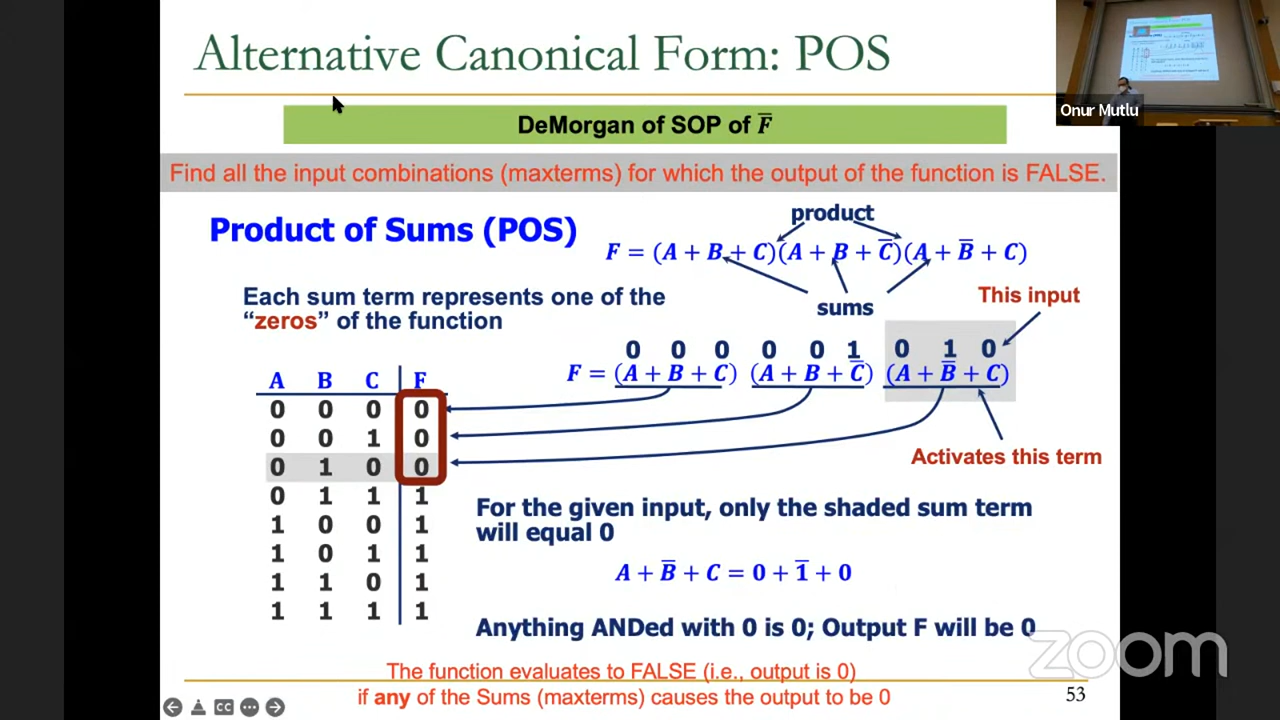 Alternative Canonical Form: POS
Onur Mutlu
DeMorgan of SOP of F̅
Find all the input combinations (maxterms) for which the output of the function is FALSE.
product
Product of Sums (POS)
F = (A + B + C)(A + B + C̅)(A + B̅ + C)
Each sum term represents one of the
"zeros" of the function
sums
This input
0 0 0 0 0 1 0 1 0
F = (A + B + C) (A + B + C̅) (A + B̅ + C)
A B C F
0 0 0 0
0 0 1 0
0 1 0 0
0 1 1 1
1 0 0 1
1 0 1 1
1 1 0 1
1 1 1 1
Activates this term
For the given input, only the shaded sum term
will equal 0
A + B̅ + C = 0 + 1̅ + 0
Anything ANDed with 0 is 0; Output F will be 0
zoom
The function evaluates to FALSE (i.e., output is 0)
if any of the Sums (maxterms) causes the output to be 0
53
CC